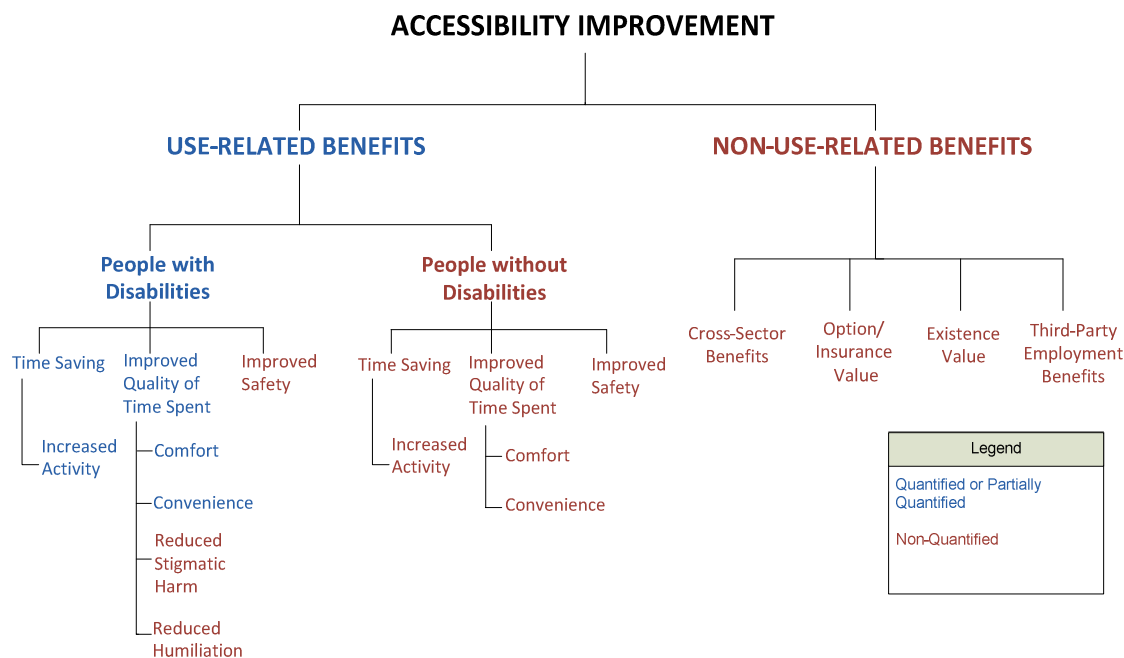 ACCESSIBILITY IMPROVEMENT
USE-RELATED BENEFITS
NON-USE-RELATED BENEFITS
People with
Disabilities
People without
Disabilities
Time Saving
Improved
Quality of
Time Spent
Improved
Safety
Increased
Activity
Comfort
Convenience
Reduced
Stigmatic
Harm
Reduced
Humiliation
Time Saving
Improved
Quality of
Time Spent
Improved
Safety
Increased
Activity
Comfort
Convenience
Cross-Sector
Benefits
Option/
Insurance
Value
Existence
Value
Third-Party
Employment
Benefits
Legend
Quantified or Partially
Quantified
Non-Quantified